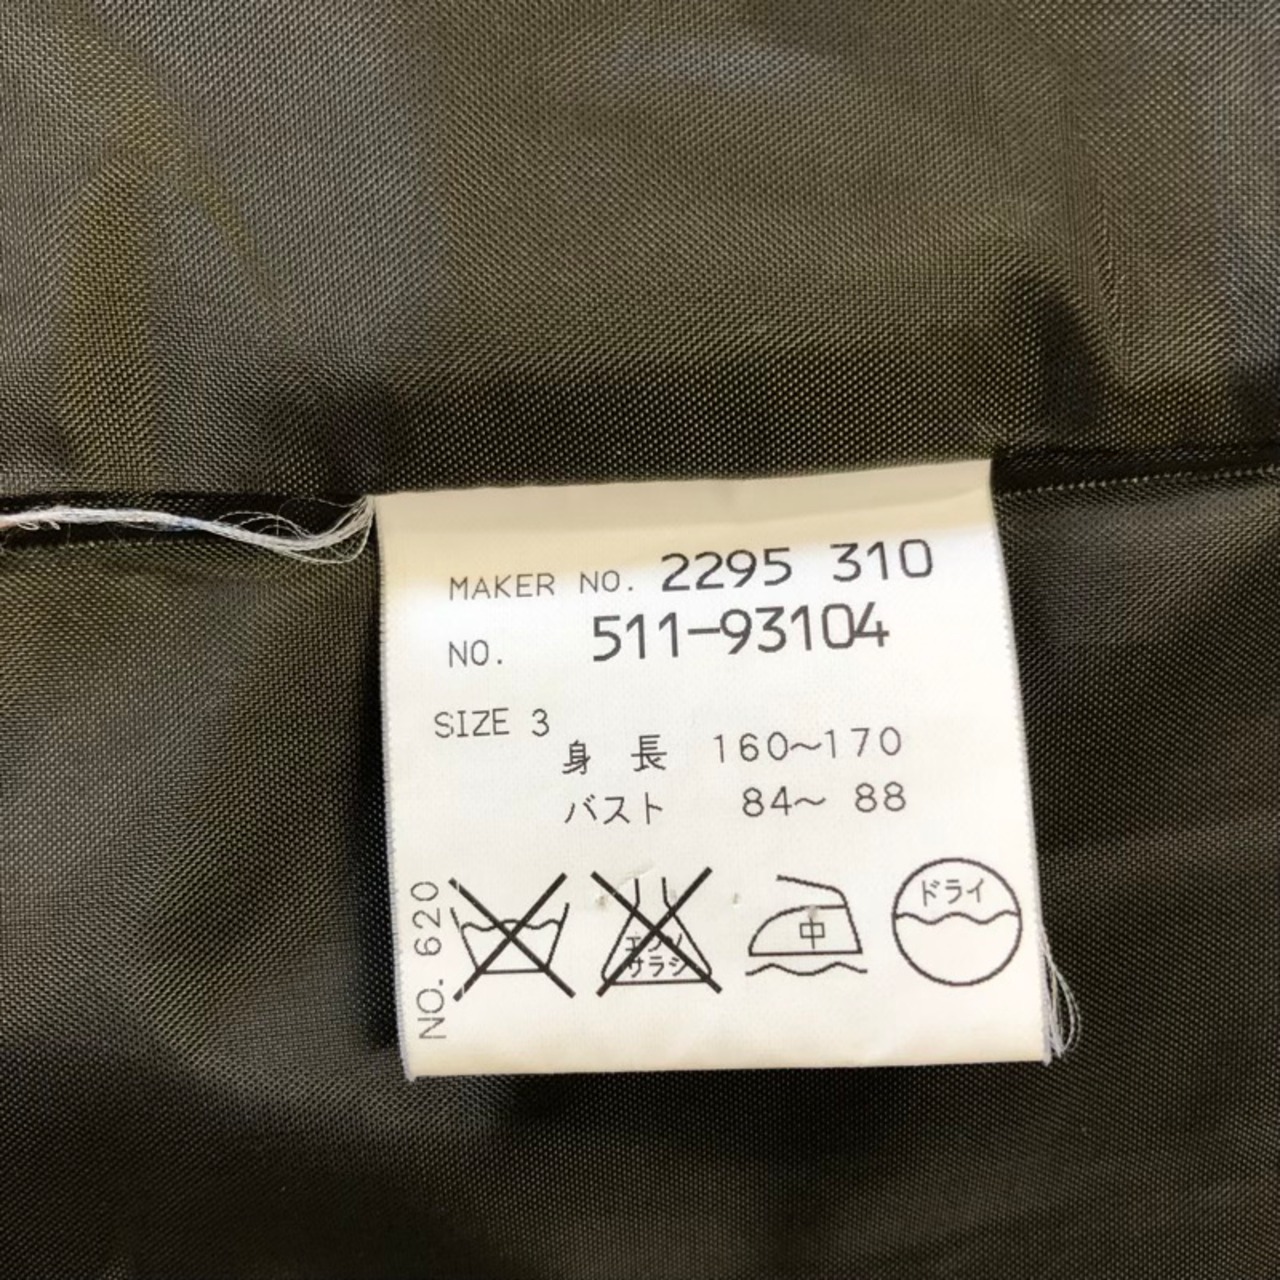 MAKER NO. 2295 310
NO. 511-93104
SIZE 3
身 長 160〜170
バスト 84〜 88
NO. 620
エンソ
サラシ
中
ドライ